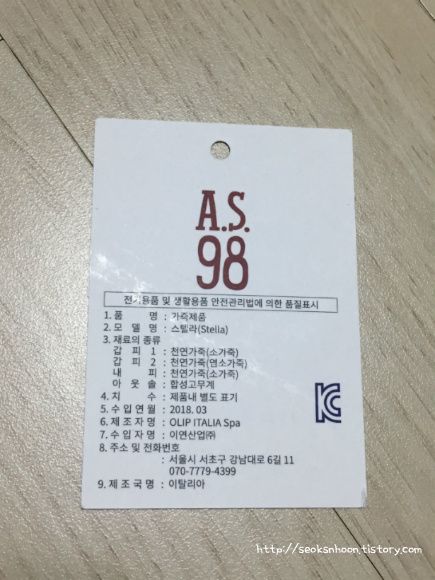 A.S.
98
전기용품 및 생활용품 안전관리법에 의한 품질표시
1. 품 명 : 가죽제품
2. 모 델 명 : 스텔라(Stella)
3. 재료의 종류
갑 피 1 : 천연가죽(소가죽)
갑 피 2 : 천연가죽(염소가죽)
내 피 : 천연가죽(소가죽)
아 웃 솔 : 합성고무계
4. 치 수 : 제품내 별도 표기
5. 수 입 연 월 : 2018. 03
6. 제 조 자 명 : OLIP ITALIA Spa
7. 수 입 자 명 : 이연산업㈜
8. 주소 및 전화번호
: 서울시 서초구 강남대로 6길 11
070-7779-4399
9. 제 조 국 명 : 이탈리아
KC
http://seoksnhoon.tistory.com